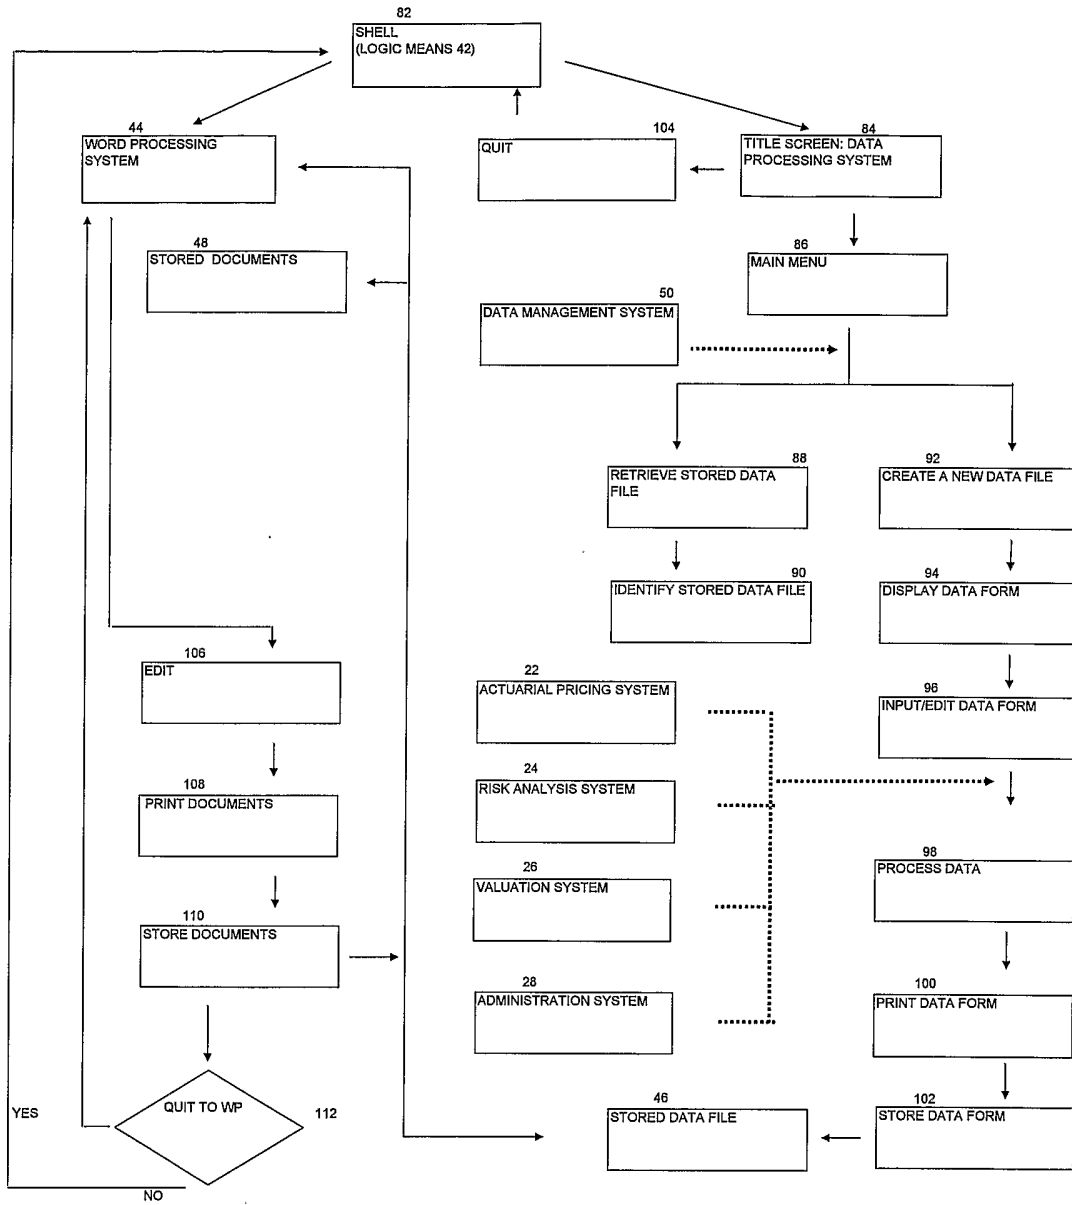 82
SHELL
(LOGIC MEANS 42)
44
WORD PROCESSING
SYSTEM
104
QUIT
84
TITLE SCREEN: DATA
PROCESSING SYSTEM
48
STORED DOCUMENTS
86
MAIN MENU
50
DATA MANAGEMENT SYSTEM
88
RETRIEVE STORED DATA
FILE
92
CREATE A NEW DATA FILE
90
IDENTIFY STORED DATA FILE
94
DISPLAY DATA FORM
106
EDIT
22
ACTUARIAL PRICING SYSTEM
96
INPUT/EDIT DATA FORM
108
PRINT DOCUMENTS
24
RISK ANALYSIS SYSTEM
98
PROCESS DATA
26
VALUATION SYSTEM
110
STORE DOCUMENTS
28
ADMINISTRATION SYSTEM
100
PRINT DATA FORM
YES
QUIT TO WP
112
46
STORED DATA FILE
102
STORE DATA FORM
NO